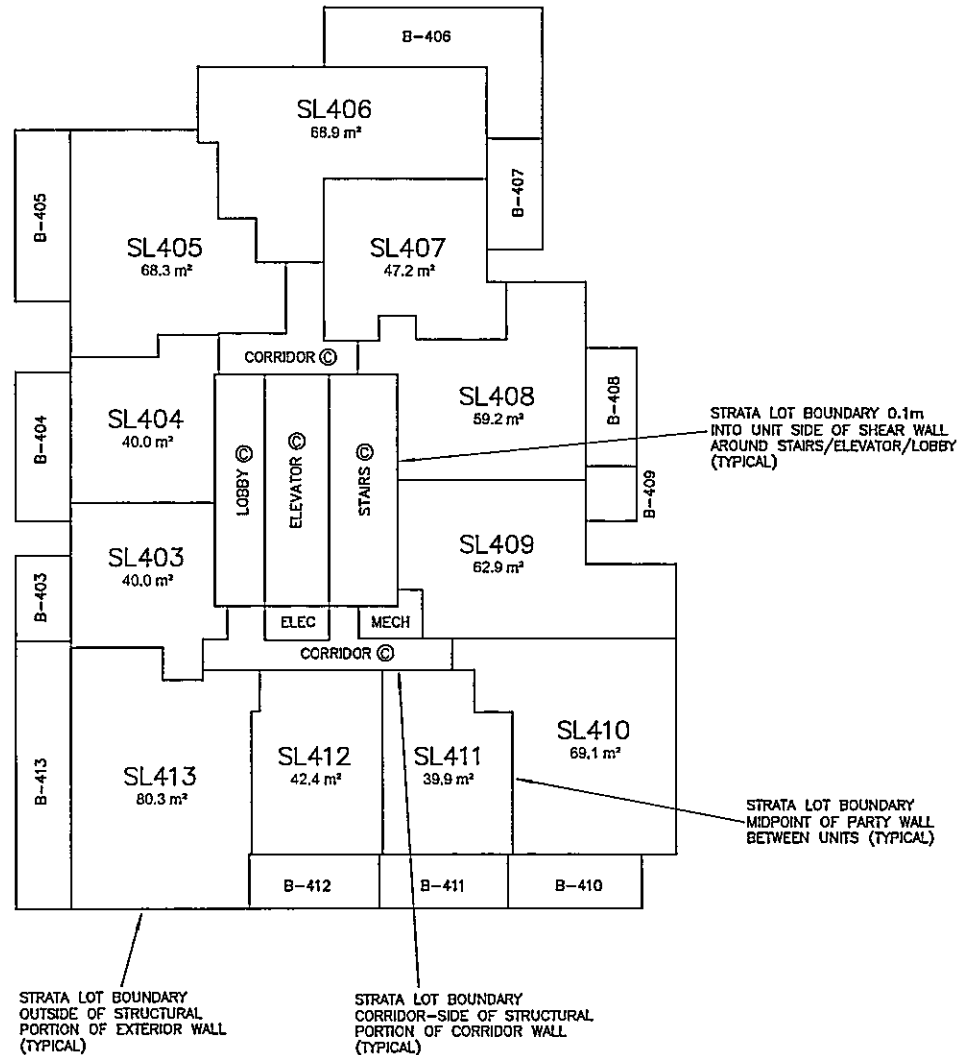 B-406
SL406
68.9 m²
B-405
B-407
SL405
68.3 m²
SL407
47.2 m²
CORRIDOR Ⓒ
SL404
40.0 m²
B-404
LOBBY Ⓒ
ELEVATOR Ⓒ
STAIRS Ⓒ
SL408
59.2 m²
B-408
STRATA LOT BOUNDARY 0.1m
INTO UNIT SIDE OF SHEAR WALL
AROUND STAIRS/ELEVATOR/LOBBY
(TYPICAL)
B-409
SL403
40.0 m²
B-403
SL409
62.9 m²
ELEC
MECH
CORRIDOR Ⓒ
SL410
69.1 m²
SL412
42.4 m²
SL411
39.9 m²
SL413
80.3 m²
B-413
STRATA LOT BOUNDARY
MIDPOINT OF PARTY WALL
BETWEEN UNITS (TYPICAL)
B-412
B-411
B-410
STRATA LOT BOUNDARY
OUTSIDE OF STRUCTURAL
PORTION OF EXTERIOR WALL
(TYPICAL)
STRATA LOT BOUNDARY
CORRIDOR-SIDE OF STRUCTURAL
PORTION OF CORRIDOR WALL
(TYPICAL)